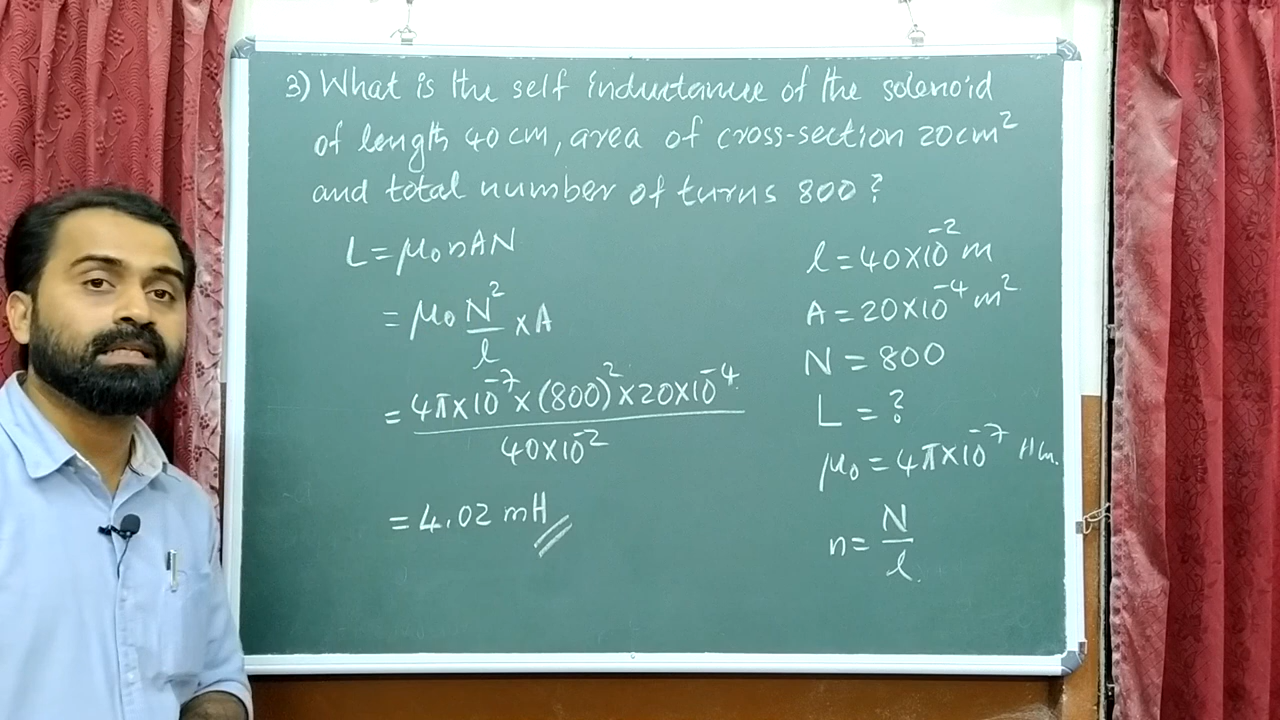 3) What is the self inductance of the solenoid
of length 40 cm, area of cross-section 20 cm²
and total number of turns 800 ?
L = μ₀nAN
= μ₀ N²/l × A
= 4π×10⁻⁷×(800)²×20×10⁻⁴ / 40×10⁻²
= 4.02 mH
l = 40×10⁻² m
A = 20×10⁻⁴ m²
N = 800
L = ?
μ₀ = 4π×10⁻⁷
n = N/l